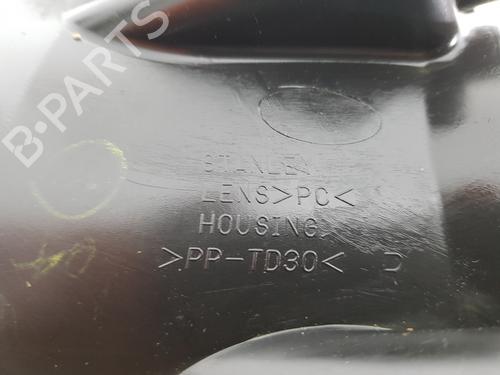 B-PARTS
STANLEY
LENS>PC<
HOUSING
>PP-TD30< U